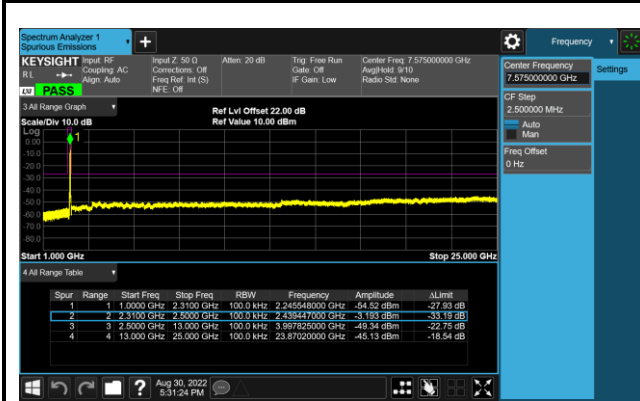 Spectrum Analyzer 1
Spurious Emissions
+
Frequency
KEYSIGHT
RL
LXI
PASS
Input: RF
Coupling: AC
Align: Auto
Input Z: 50 Ω
Corrections: Off
Freq Ref: Int (S)
NFE: Off
Atten: 20 dB
Trig: Free Run
Gate: Off
IF Gain: Low
Center Freq: 7.575000000 GHz
Avg|Hold: 9/10
Radio Std: None
Center Frequency
7.575000000 GHz
Settings
CF Step
2.500000 MHz
Auto
Man
Freq Offset
0 Hz
3 All Range Graph
Scale/Div 10.0 dB
Ref Lvl Offset 22.00 dB
Ref Value 10.00 dBm
Log
1
0.00
-10.0
-20.0
-30.0
-40.0
-50.0
-60.0
-70.0
-80.0
Start 1.000 GHz
Stop 25.000 GHz
4 All Range Table
Spur Range Start Freq Stop Freq RBW Frequency Amplitude ΔLimit
1 1 1.0000 GHz 2.3100 GHz 100.0 kHz 2.245548000 GHz -54.52 dBm -27.93 dB
2 2 2.3100 GHz 2.5000 GHz 100.0 kHz 2.439447000 GHz -3.193 dBm -33.19 dB
3 3 2.5000 GHz 13.000 GHz 100.0 kHz 3.997825000 GHz -49.34 dBm -22.75 dB
4 4 13.000 GHz 25.000 GHz 100.0 kHz 23.87020000 GHz -45.13 dBm -18.54 dB
?
Aug 30, 2022
5:31:24 PM